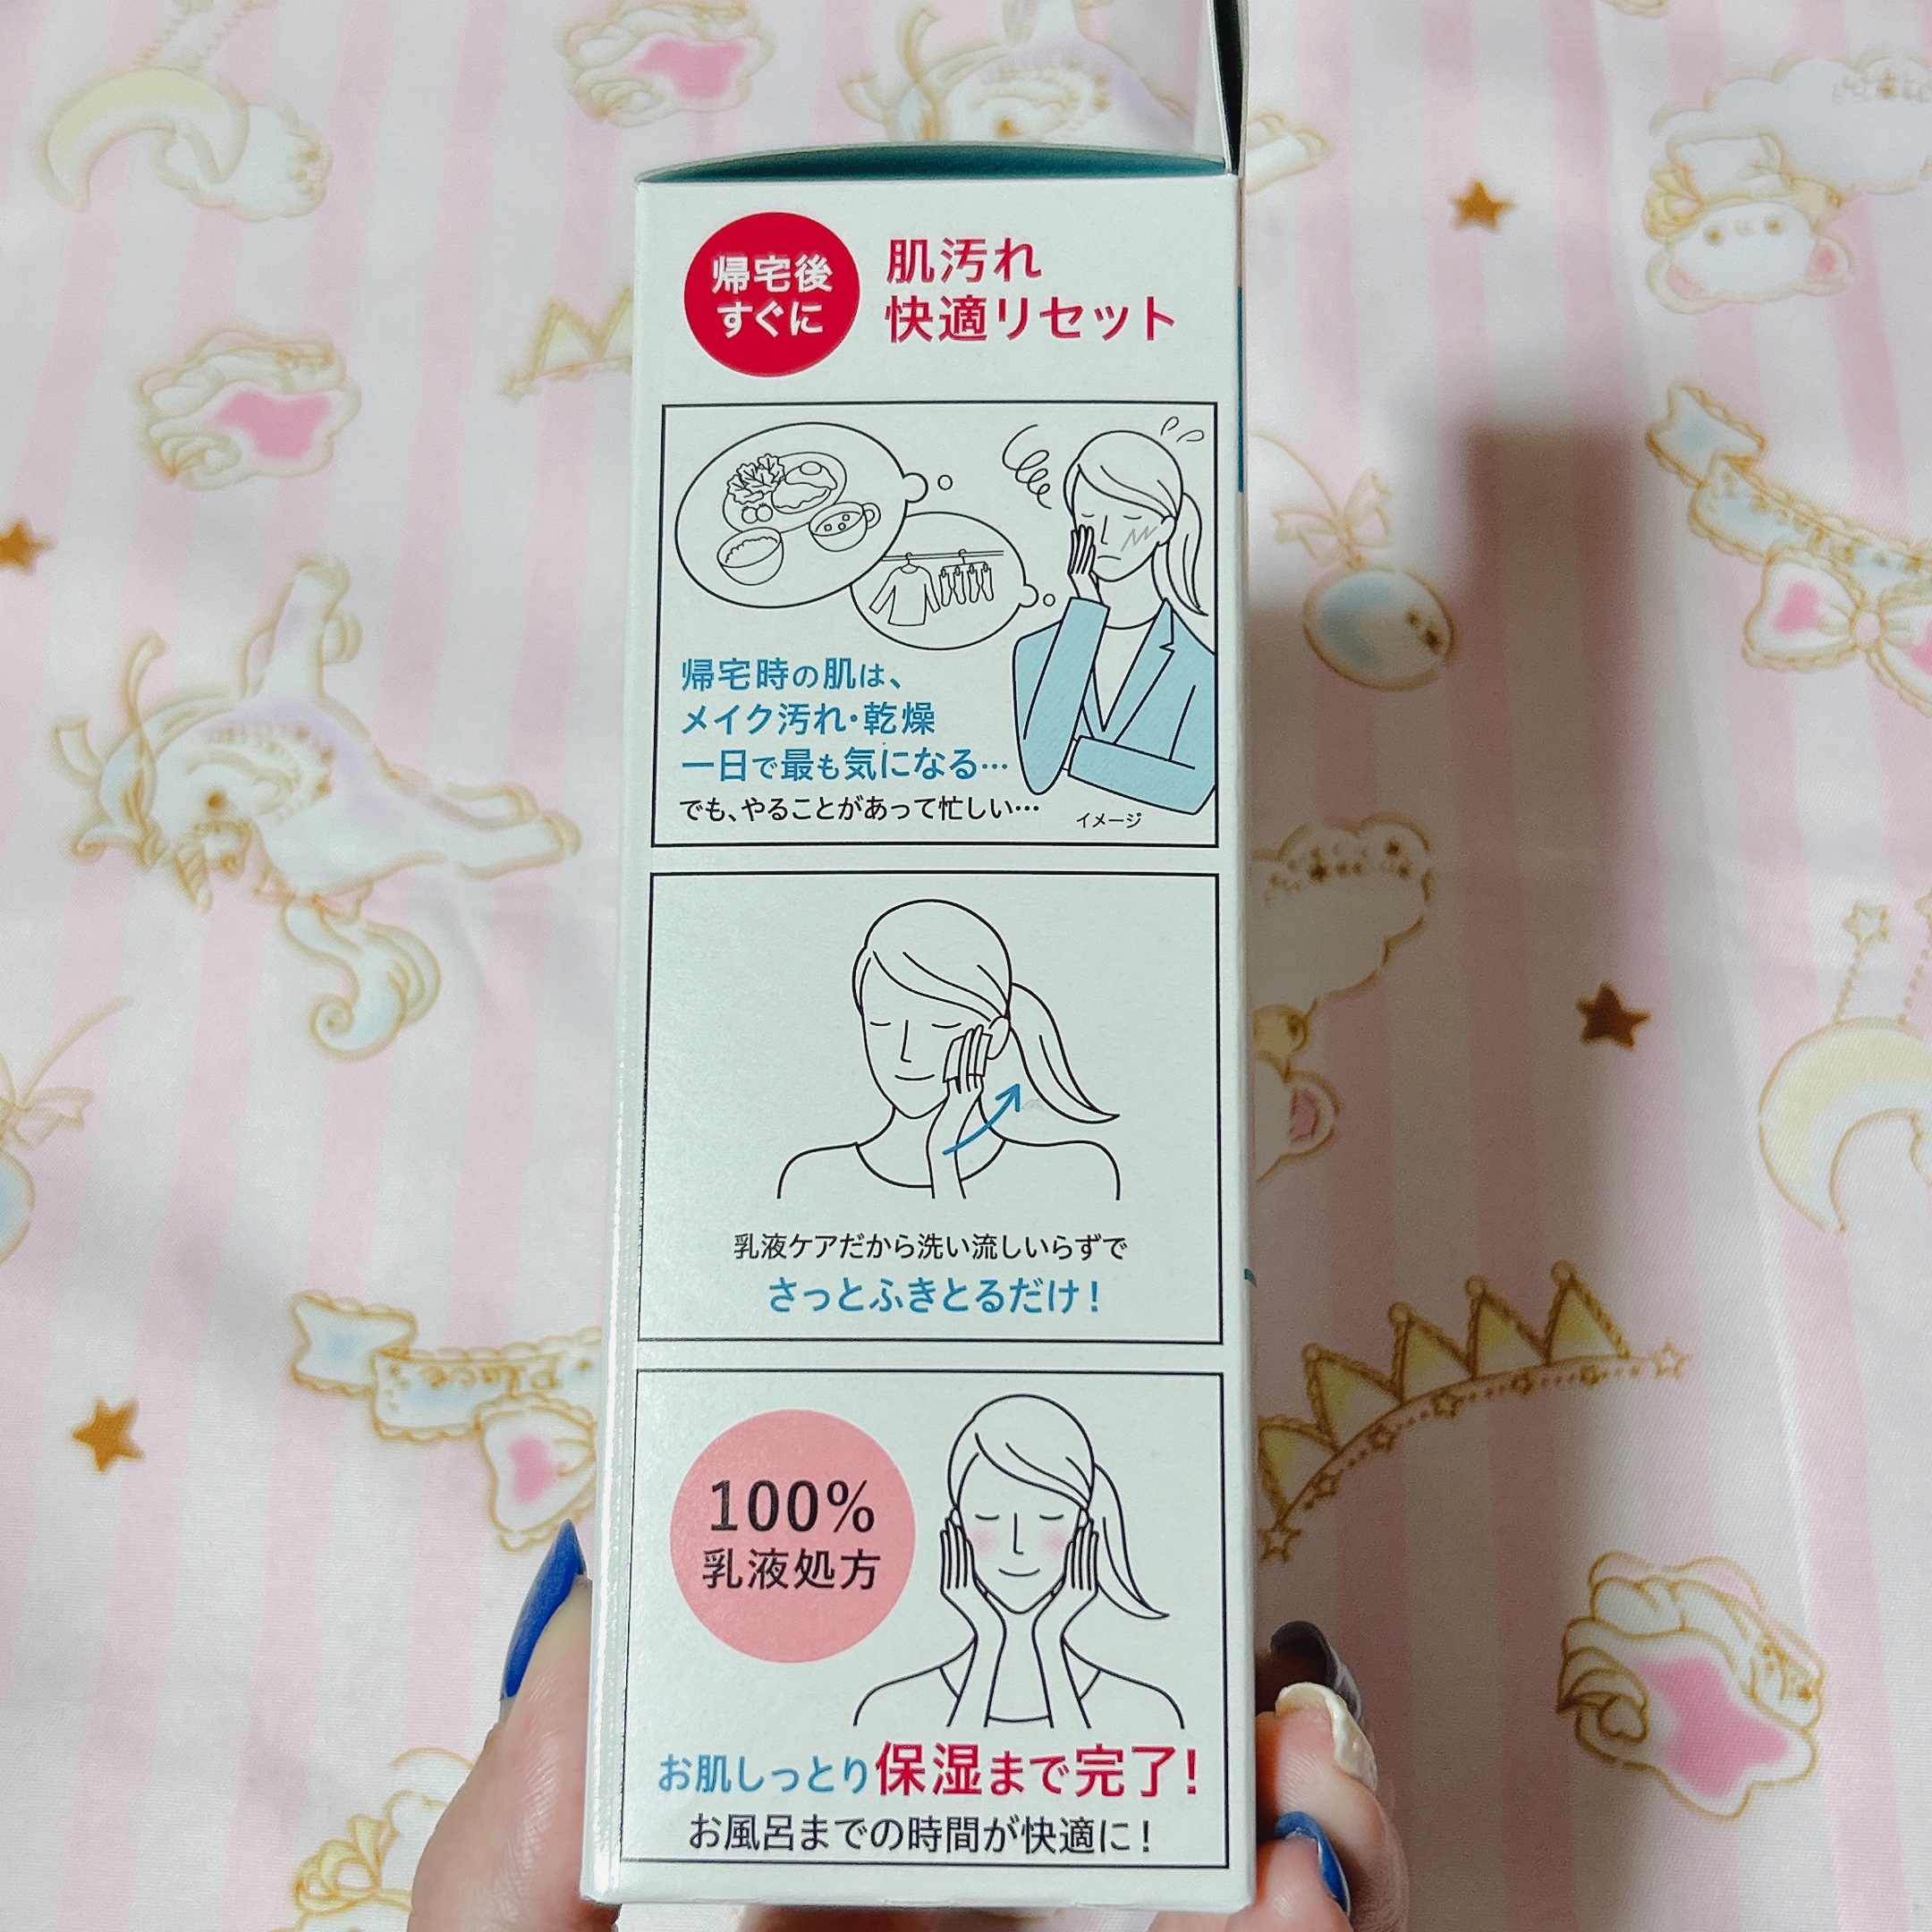 帰宅後
すぐに
肌汚れ
快適リセット
帰宅時の肌は、
メイク汚れ・乾燥
一日で最も気になる…
でも、やることがあって忙しい…
イメージ
乳液ケアだから洗い流しいらずで
さっとふきとるだけ！
100%
乳液処方
お肌しっとり保湿まで完了！
お風呂までの時間が快適に！